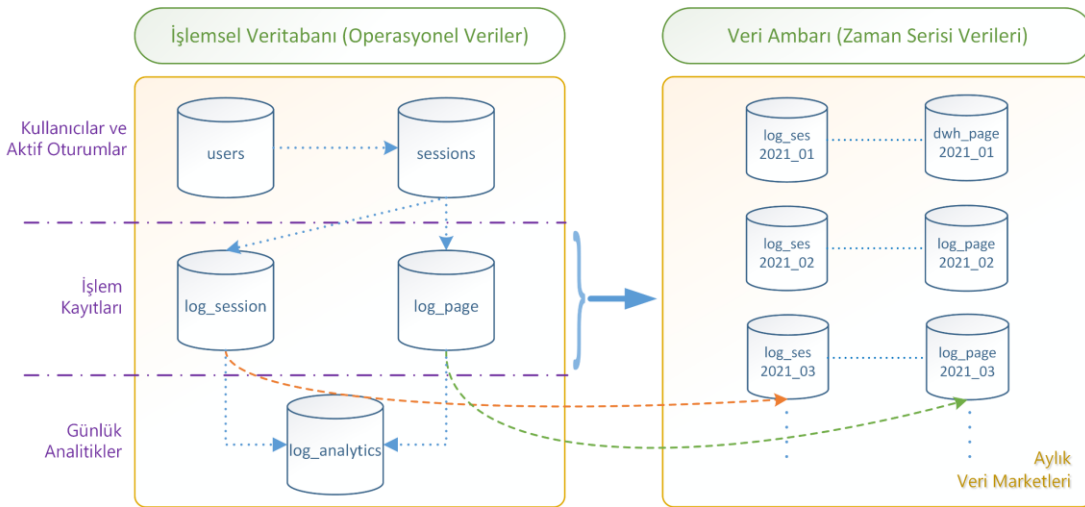 İşlemsel Veritabanı (Operasyonel Veriler)
Veri Ambarı (Zaman Serisi Verileri)
Kullanıcılar ve
Aktif Oturumlar
users
sessions
log_ses
2021_01
dwh_page
2021_01
İşlem
Kayıtları
log_session
log_page
log_ses
2021_02
log_page
2021_02
log_ses
2021_03
log_page
2021_03
Günlük
Analitikler
log_analytics
Aylık
Veri Marketleri